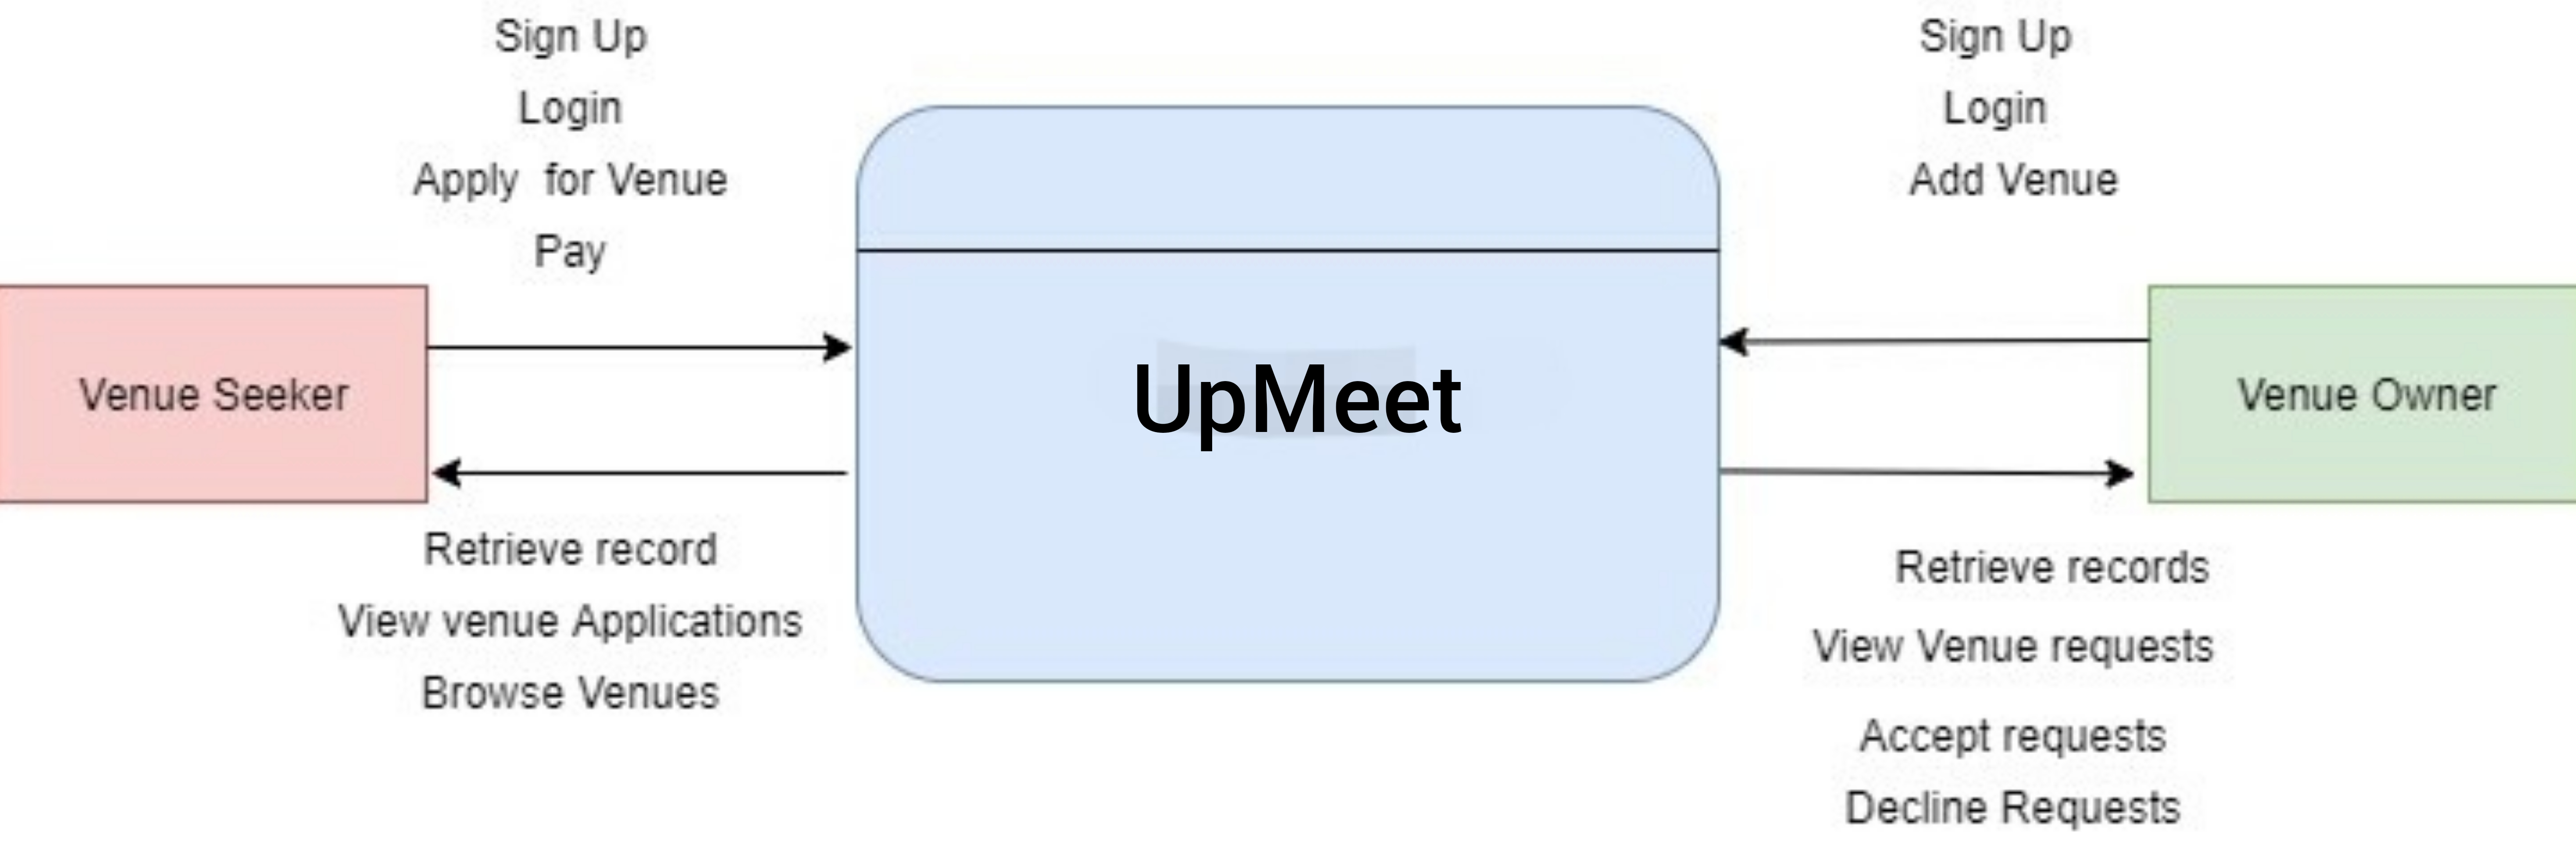 Sign Up
Login
Apply for Venue
Pay
Venue Seeker
Retrieve record
View venue Applications
Browse Venues
UpMeet
Sign Up
Login
Add Venue
Venue Owner
Retrieve records
View Venue requests
Accept requests
Decline Requests